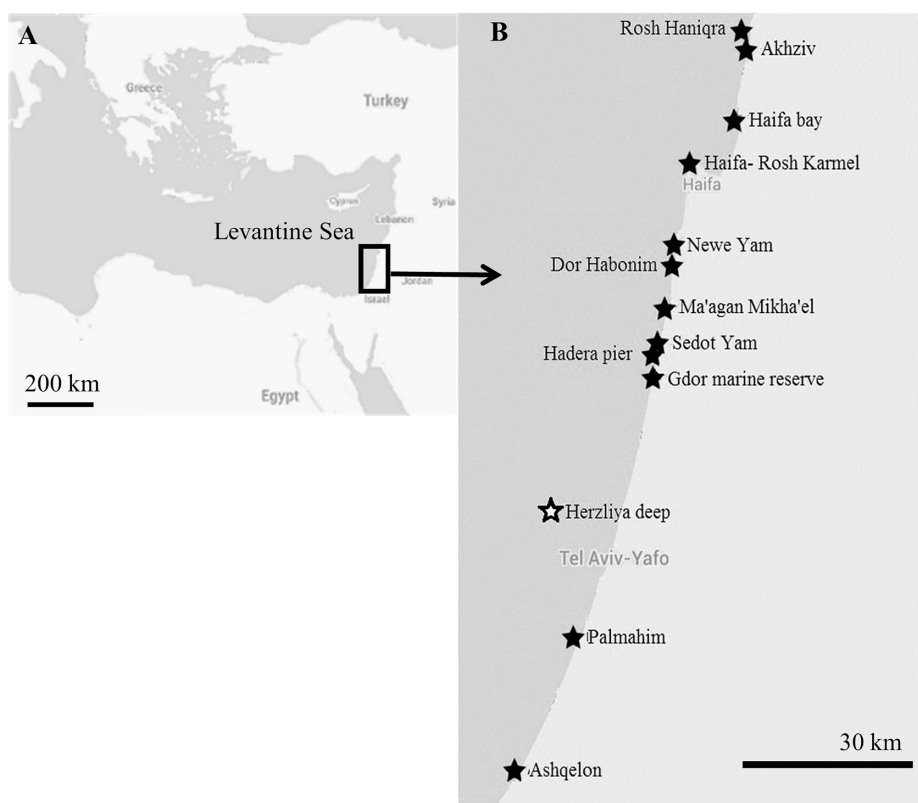 A
Greece
Turkey
Cyprus
Syria
Lebanon
Levantine Sea
Jordan
Israel
200 km
Egypt
B
Rosh Haniqra
Akhziv
Haifa bay
Haifa- Rosh Karmel
Haifa
Newe Yam
Dor Habonim
Ma'agan Mikha'el
Sedot Yam
Hadera pier
Gdor marine reserve
Herzliya deep
Tel Aviv-Yafo
Palmahim
30 km
Ashqelon